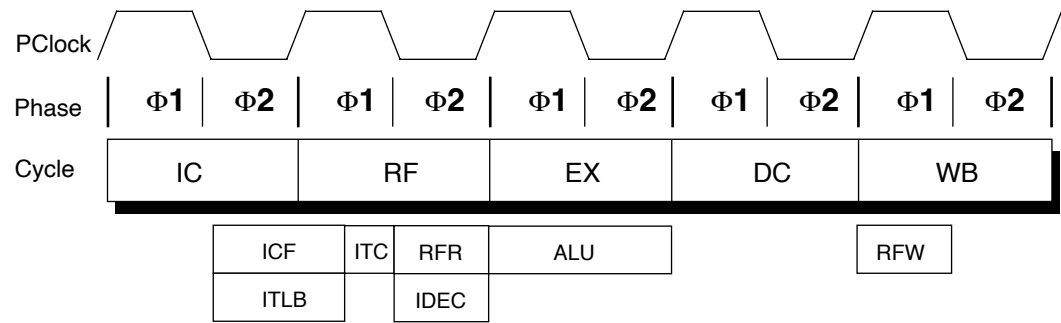 PClock
Phase Φ1 Φ2 Φ1 Φ2 Φ1 Φ2 Φ1 Φ2 Φ1 Φ2
Cycle IC RF EX DC WB
ICF ITC RFR ALU RFW
ITLB IDEC